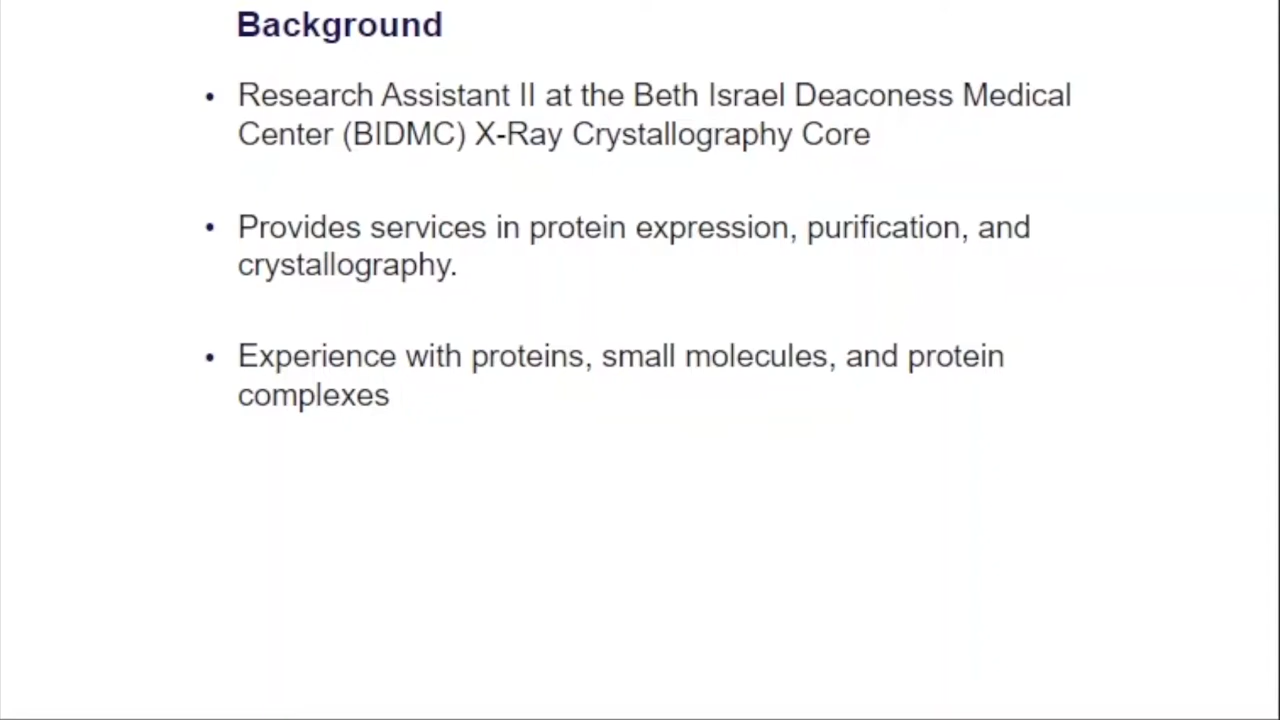 Background
• Research Assistant II at the Beth Israel Deaconess Medical
Center (BIDMC) X-Ray Crystallography Core
• Provides services in protein expression, purification, and
crystallography.
• Experience with proteins, small molecules, and protein
complexes